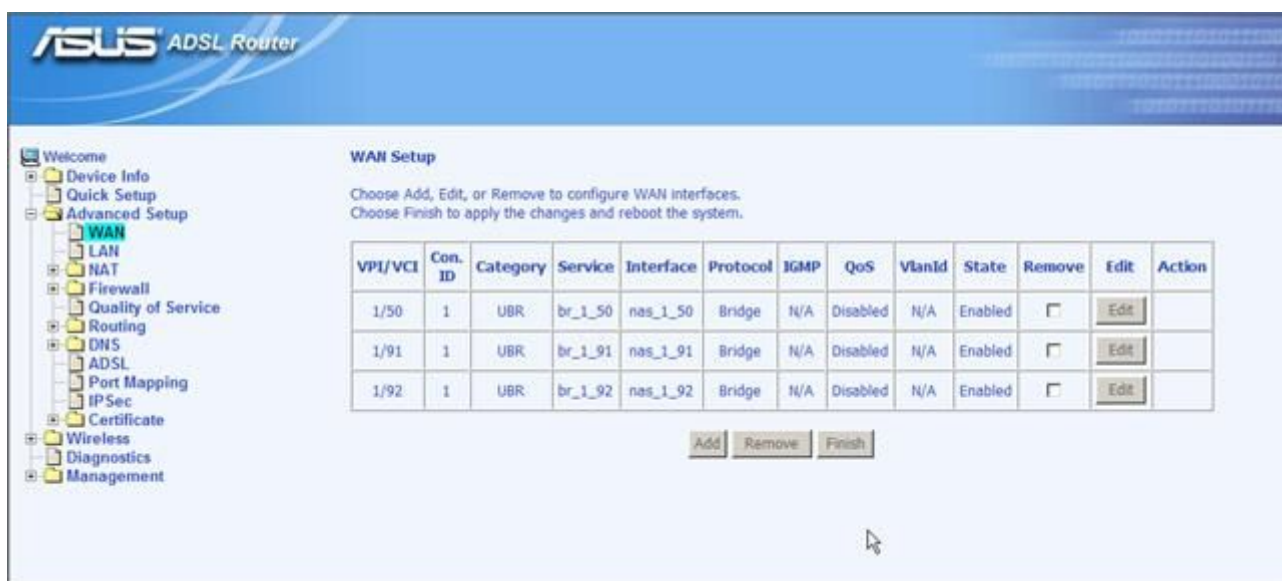 ASUS ADSL Router
Welcome
Device Info
Quick Setup
Advanced Setup
WAN
LAN
NAT
Firewall
Quality of Service
Routing
DNS
ADSL
Port Mapping
IPSec
Certificate
Wireless
Diagnostics
Management
WAN Setup
Choose Add, Edit, or Remove to configure WAN interfaces.
Choose Finish to apply the changes and reboot the system.
VPI/VCI Con. ID Category Service Interface Protocol IGMP QoS VlanId State Remove Edit Action
1/50 1 UBR br_1_50 nas_1_50 Bridge N/A Disabled N/A Enabled Edit
1/91 1 UBR br_1_91 nas_1_91 Bridge N/A Disabled N/A Enabled Edit
1/92 1 UBR br_1_92 nas_1_92 Bridge N/A Disabled N/A Enabled Edit
Add Remove Finish